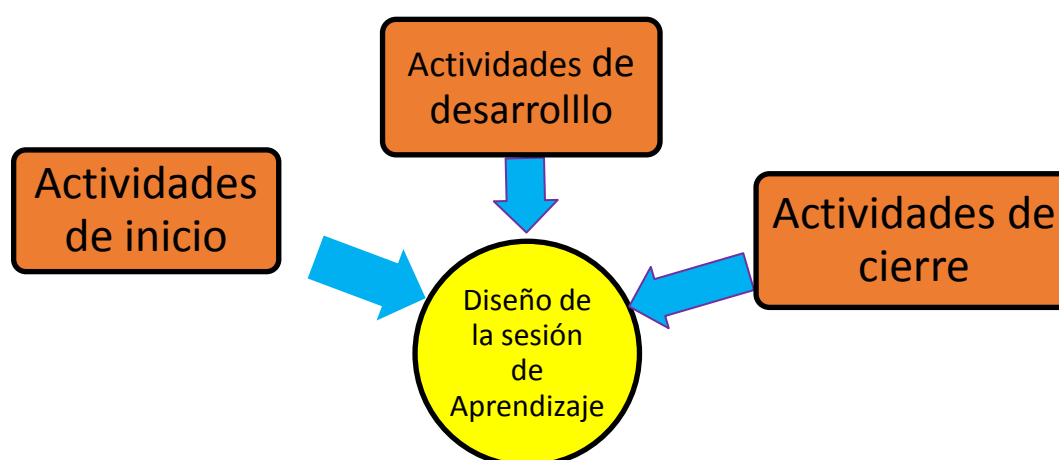 Actividades de
desarrolllo
Actividades
de inicio
Actividades de
cierre
Diseño de
la sesión
de
Aprendizaje